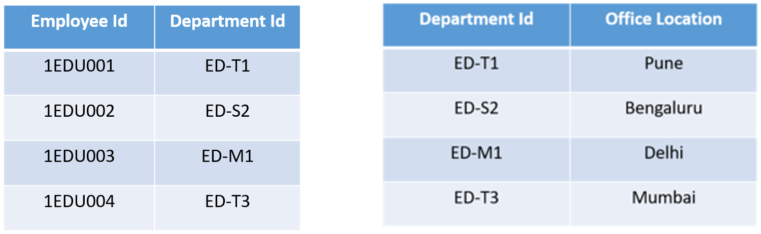 Employee Id Department Id
1EDU001 ED-T1
1EDU002 ED-S2
1EDU003 ED-M1
1EDU004 ED-T3
Department Id Office Location
ED-T1 Pune
ED-S2 Bengaluru
ED-M1 Delhi
ED-T3 Mumbai